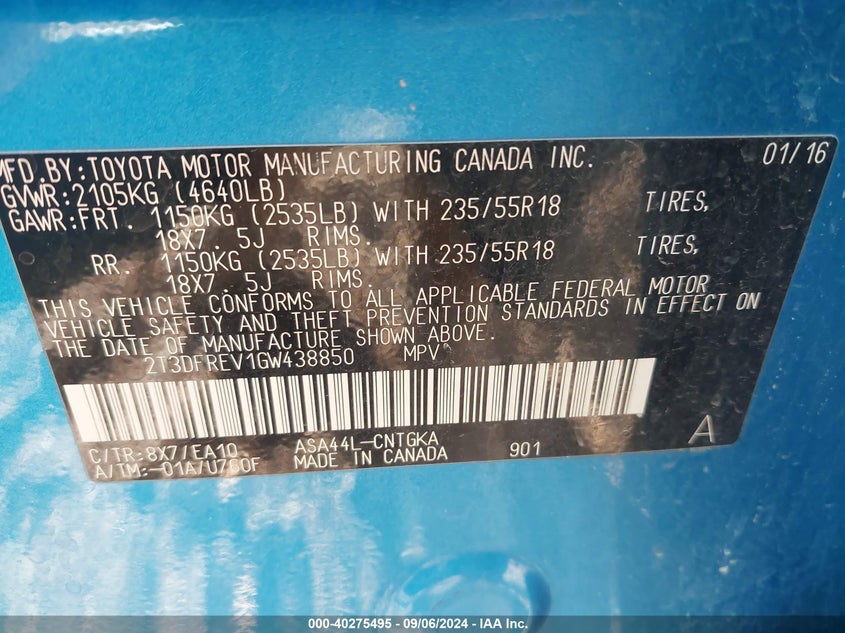 MFD.BY:TOYOTA MOTOR MANUFACTURING CANADA INC. 01/16
GVWR:2105KG (4640LB)
GAWR:FRT. 1150KG (2535LB) WITH 235/55R18 TIRES,
18X7. 5J RIMS.
RR. 1150KG (2535LB) WITH 235/55R18 TIRES,
18X7. 5J RIMS.
THIS VEHICLE CONFORMS TO ALL APPLICABLE FEDERAL MOTOR
VEHICLE SAFETY AND THEFT PREVENTION STANDARDS IN EFFECT ON
THE DATE OF MANUFACTURE SHOWN ABOVE.
2T3DFREV1GW438850 MPV
C/TR:8X7/EA10 ASA44L-CNTGKA
A/TM:-01A/U760F MADE IN CANADA 901 A
000-40275495 - 09/06/2024 - IAA Inc.